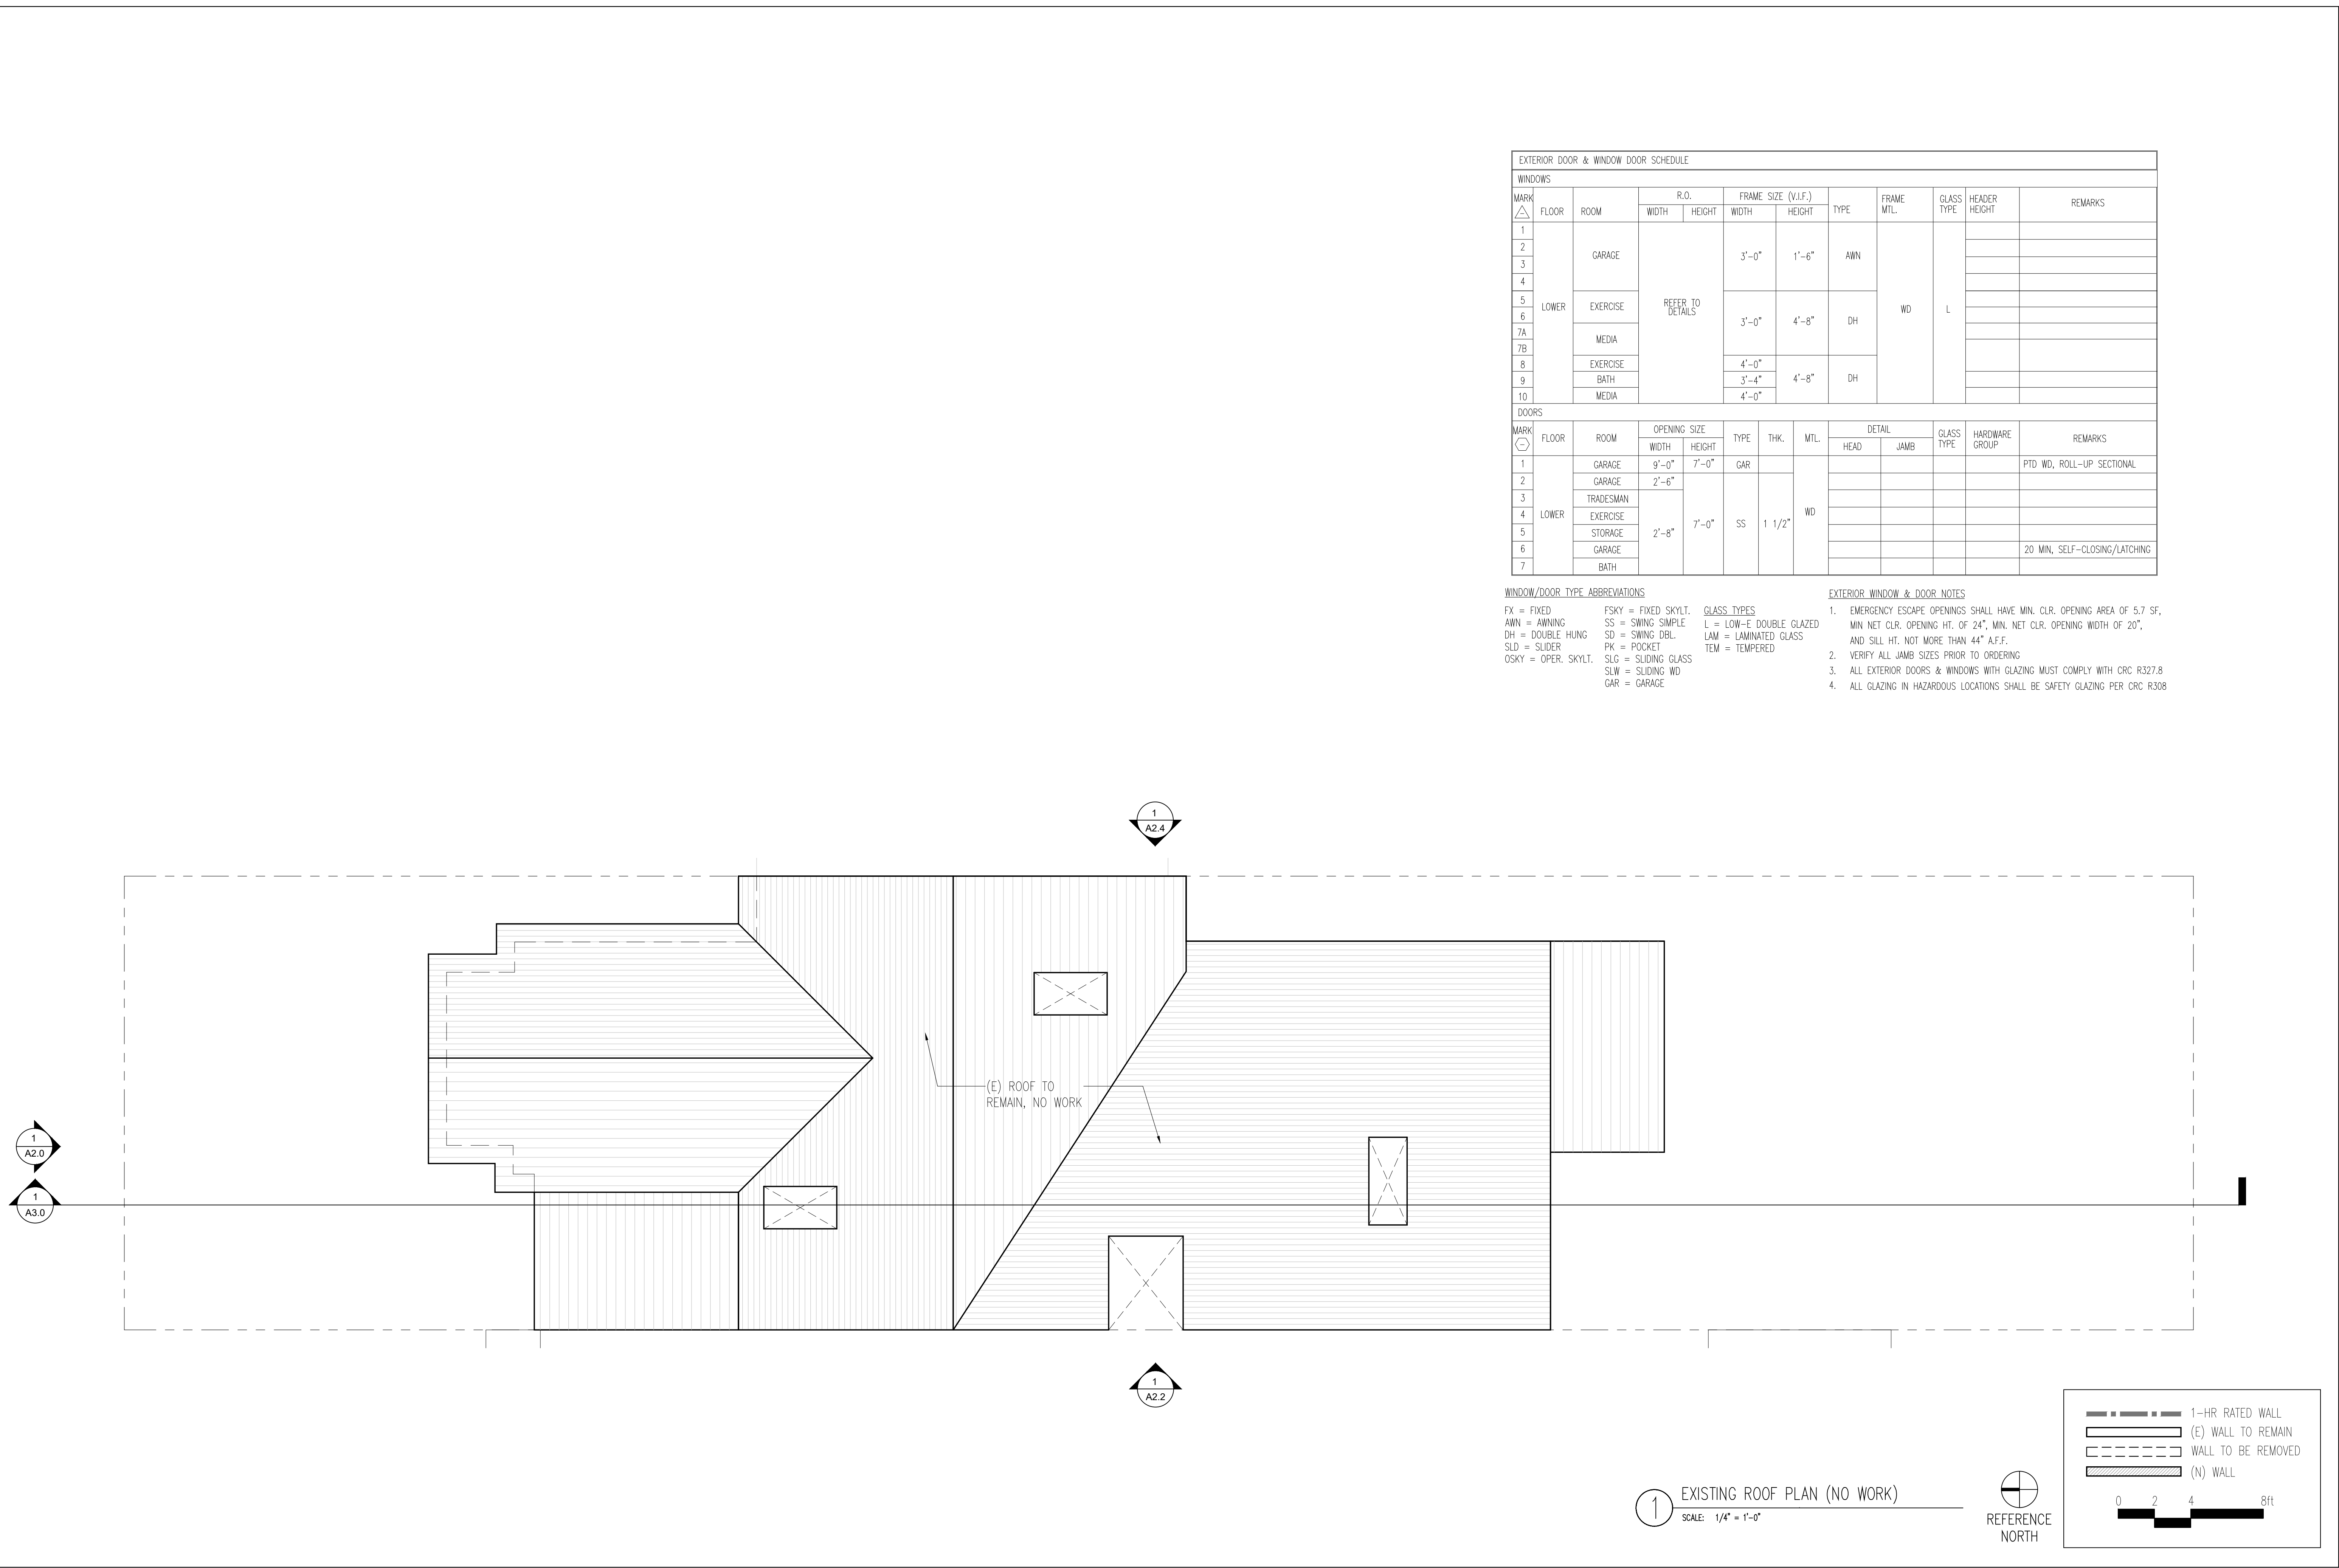 EXTERIOR DOOR & WINDOW DOOR SCHEDULE
WINDOWS
MARK FLOOR ROOM R.O. FRAME SIZE (V.I.F.) TYPE FRAME MTL. GLASS TYPE HEADER HEIGHT REMARKS
- WIDTH HEIGHT WIDTH HEIGHT
1
2
GARAGE 3'-0" 1'-6" AWN
3
4
5
LOWER EXERCISE REFER TO DETAILS WD L
6
3'-0" 4'-8" DH
7A
MEDIA
7B
8 EXERCISE 4'-0"
9 BATH 3'-4" 4'-8" DH
10 MEDIA 4'-0"
DOORS
MARK FLOOR ROOM OPENING SIZE TYPE THK. MTL. DETAIL GLASS TYPE HARDWARE GROUP REMARKS
- WIDTH HEIGHT HEAD JAMB
1 GARAGE 9'-0" 7'-0" GAR PTD WD, ROLL-UP SECTIONAL
2 GARAGE 2'-6"
3 TRADESMAN
4 LOWER EXERCISE 7'-0" SS 1 1/2" WD
5 STORAGE 2'-8"
6 GARAGE 20 MIN, SELF-CLOSING/LATCHING
7 BATH
WINDOW/DOOR TYPE ABBREVIATIONS
FX = FIXED
AWN = AWNING
DH = DOUBLE HUNG
SLD = SLIDER
OSKY = OPER. SKYLT.
FSKY = FIXED SKYLT.
SS = SWING SIMPLE
SD = SWING DBL.
PK = POCKET
SLG = SLIDING GLASS
SLW = SLIDING WD
GAR = GARAGE
GLASS TYPES
L = LOW-E DOUBLE GLAZED
LAM = LAMINATED GLASS
TEM = TEMPERED
EXTERIOR WINDOW & DOOR NOTES
1. EMERGENCY ESCAPE OPENINGS SHALL HAVE MIN. CLR. OPENING AREA OF 5.7 SF,
MIN NET CLR. OPENING HT. OF 24", MIN. NET CLR. OPENING WIDTH OF 20",
AND SILL HT. NOT MORE THAN 44" A.F.F.
2. VERIFY ALL JAMB SIZES PRIOR TO ORDERING
3. ALL EXTERIOR DOORS & WINDOWS WITH GLAZING MUST COMPLY WITH CRC R327.8
4. ALL GLAZING IN HAZARDOUS LOCATIONS SHALL BE SAFETY GLAZING PER CRC R308
1
A2.4
(E) ROOF TO
REMAIN, NO WORK
1
A2.0
1
A3.0
1
A2.2
1 EXISTING ROOF PLAN (NO WORK)
SCALE: 1/4" = 1'-0"
REFERENCE
NORTH
1-HR RATED WALL
(E) WALL TO REMAIN
WALL TO BE REMOVED
(N) WALL
0 2 4 8ft